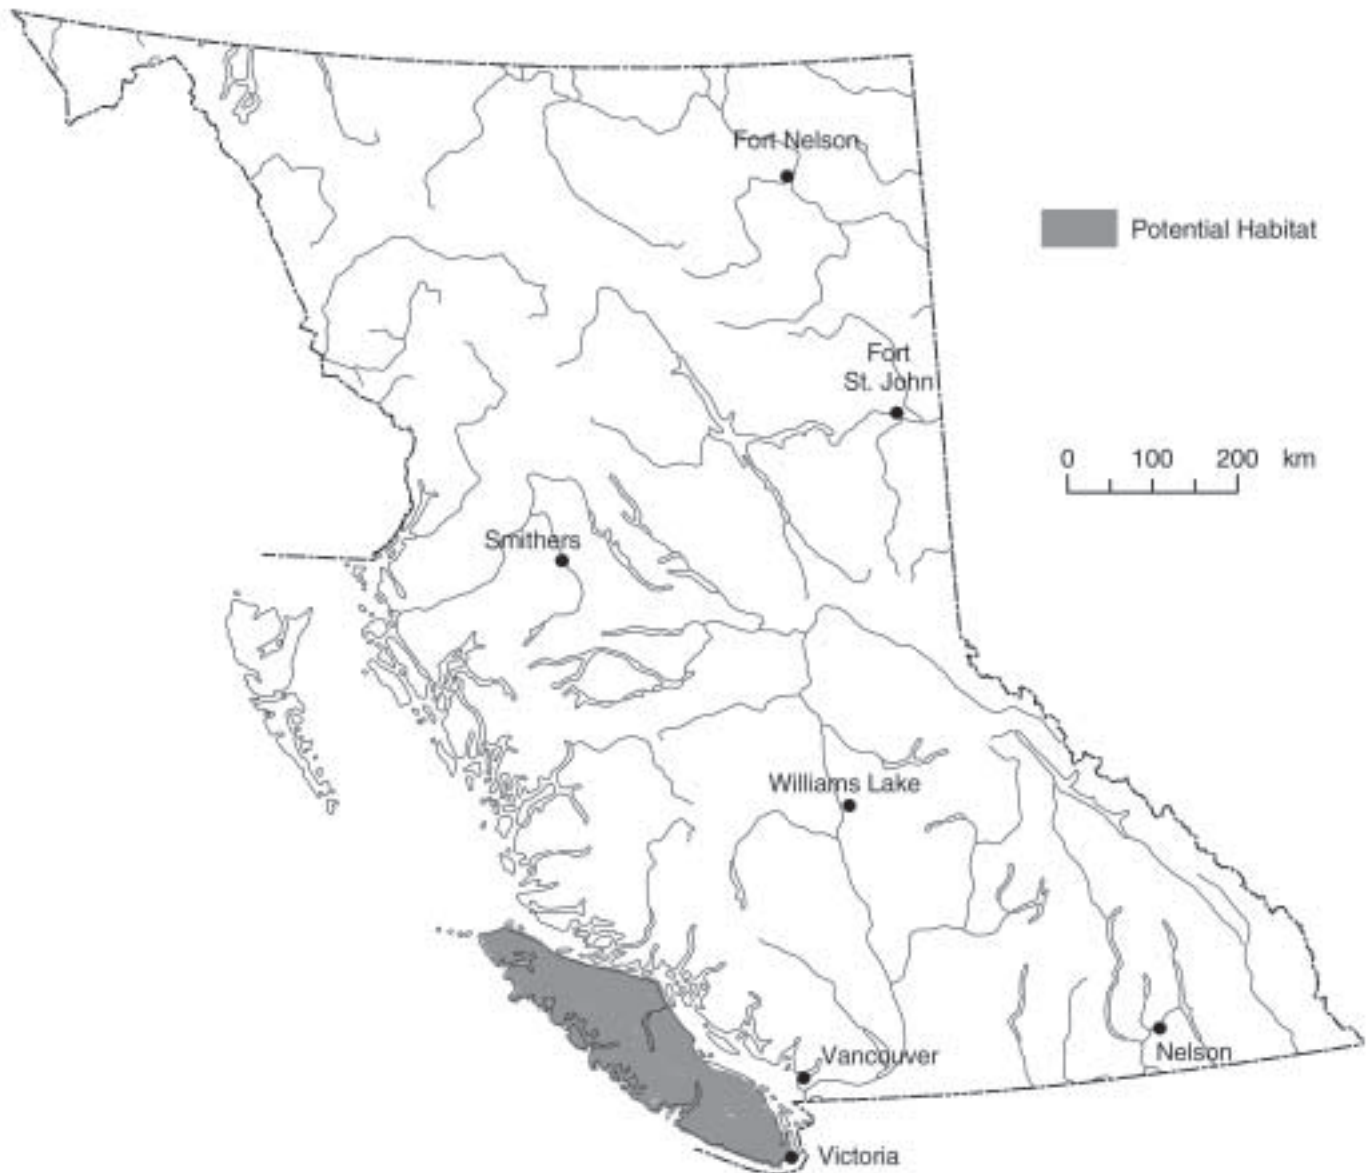 Fort Nelson
Potential Habitat
Fort
St. John
0 100 200 km
Smithers
Williams Lake
Vancouver
Nelson
Victoria